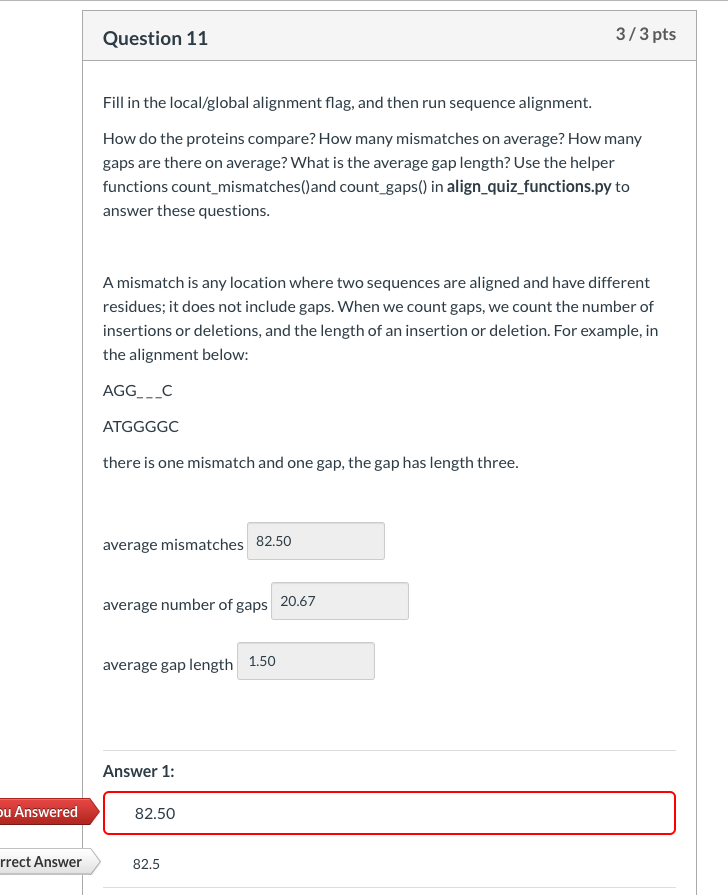 Question 11
3 / 3 pts
Fill in the local/global alignment flag, and then run sequence alignment.
How do the proteins compare? How many mismatches on average? How many
gaps are there on average? What is the average gap length? Use the helper
functions count_mismatches()and count_gaps() in align_quiz_functions.py to
answer these questions.
A mismatch is any location where two sequences are aligned and have different
residues; it does not include gaps. When we count gaps, we count the number of
insertions or deletions, and the length of an insertion or deletion. For example, in
the alignment below:
AGG_ _ _C
ATGGGGC
there is one mismatch and one gap, the gap has length three.
average mismatches 82.50
average number of gaps 20.67
average gap length 1.50
Answer 1:
ou Answered 82.50
rrect Answer 82.5